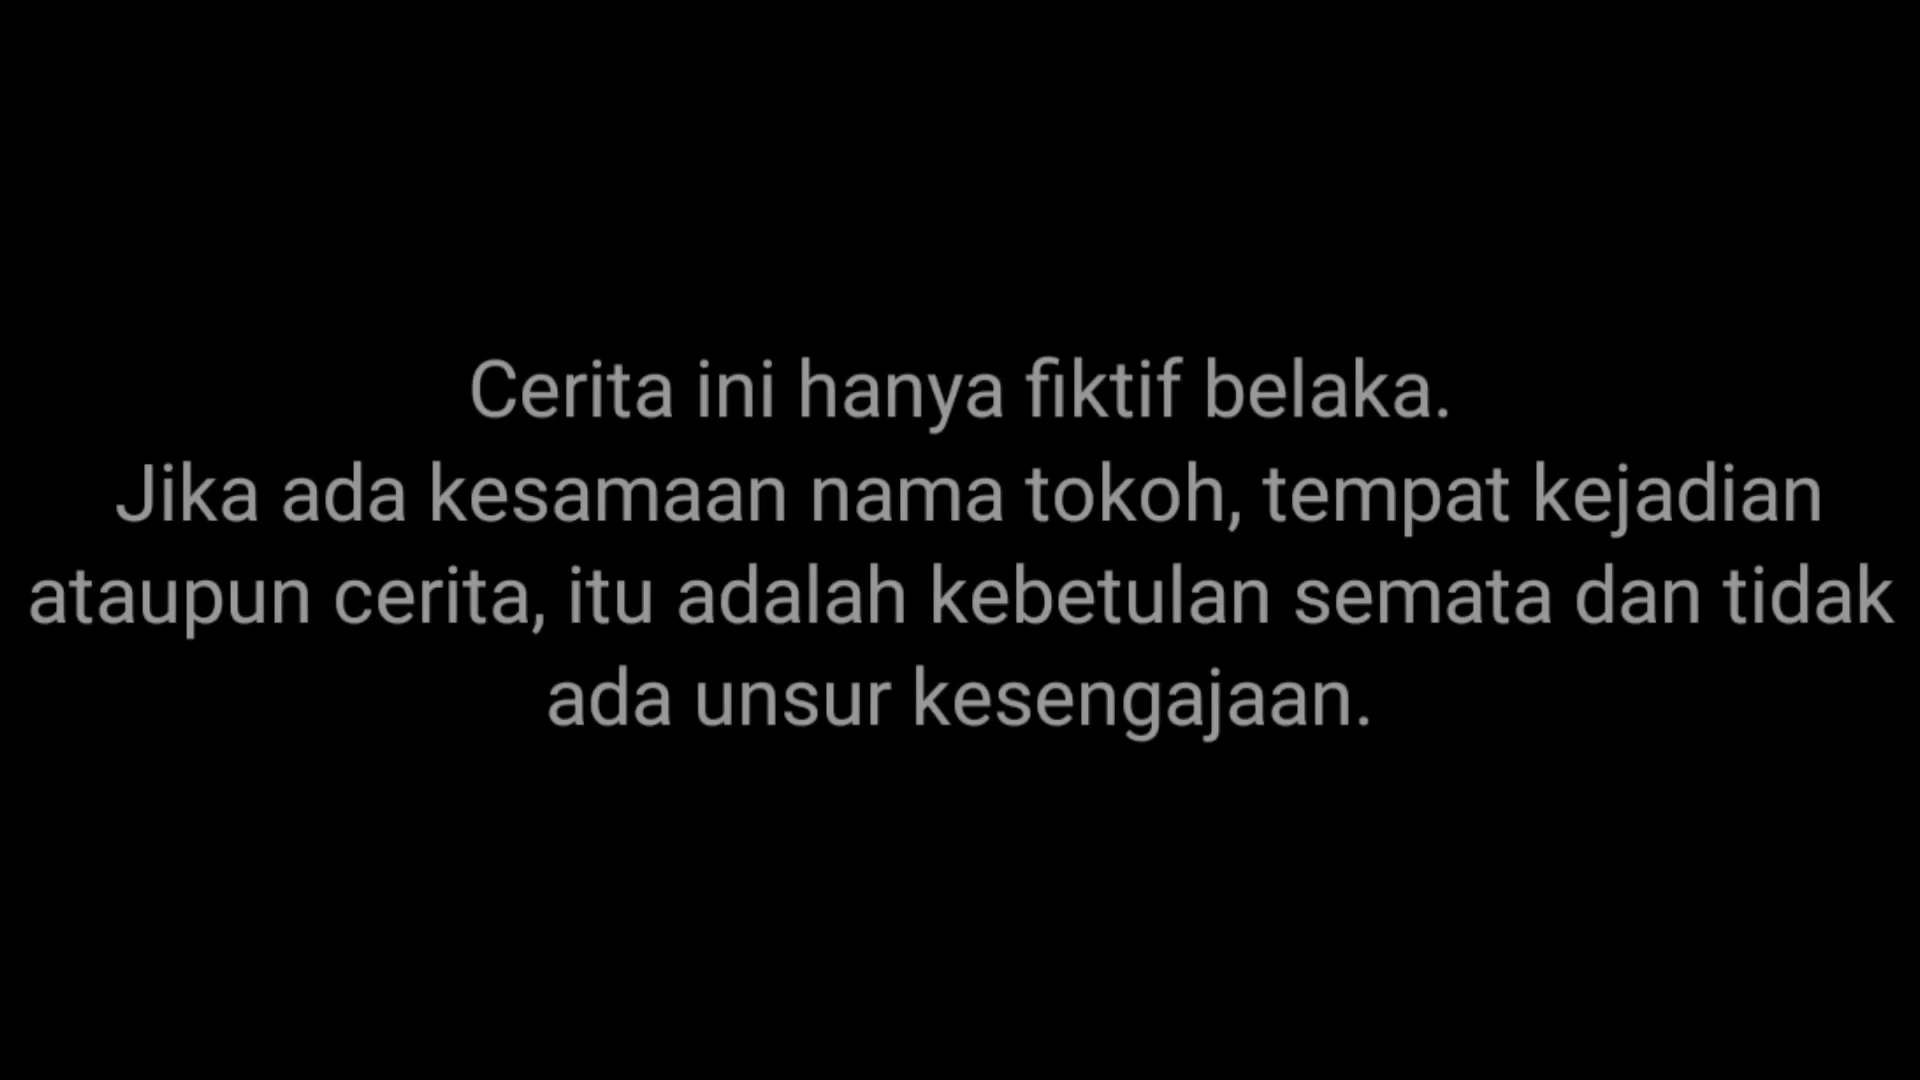 Cerita ini hanya fiktif belaka.
Jika ada kesamaan nama tokoh, tempat kejadian
ataupun cerita, itu adalah kebetulan semata dan tidak
ada unsur kesengajaan.